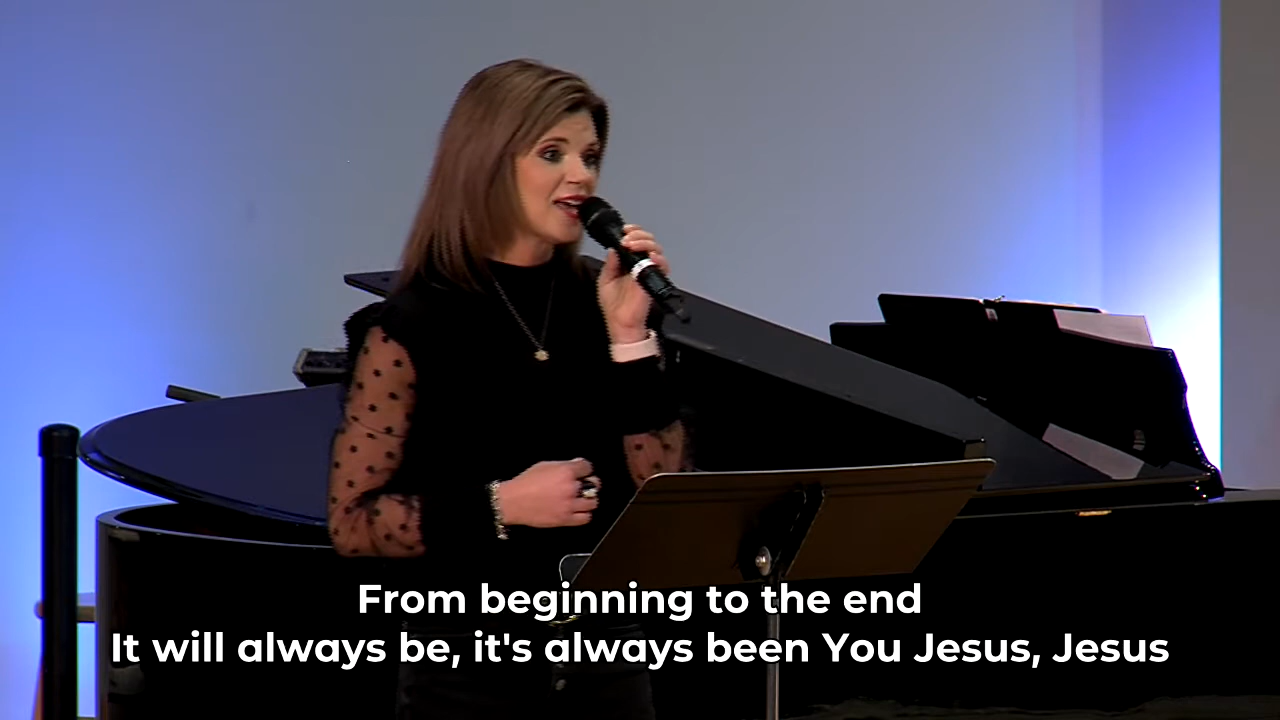 From beginning to the end
It will always be, it's always been You Jesus, Jesus